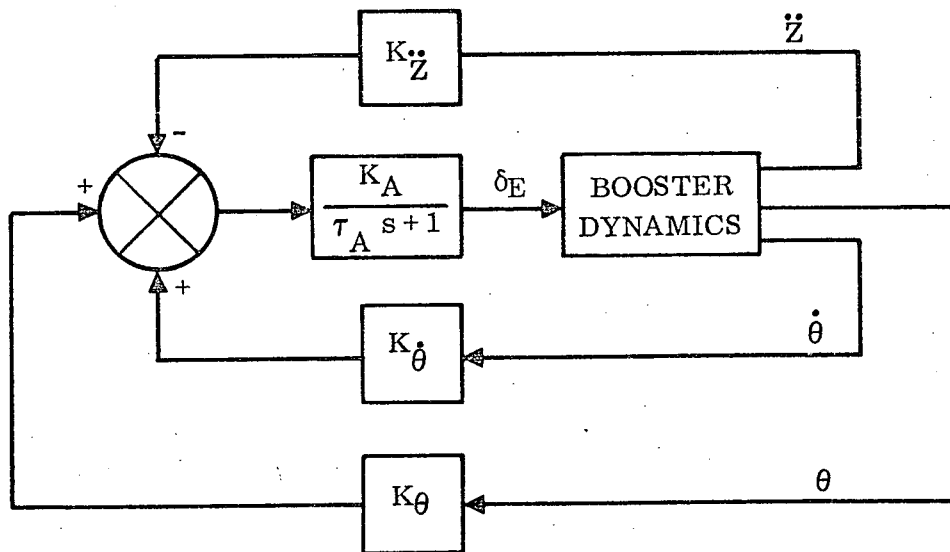 Z̈
K_Z̈
−
+
K_A
τ_A s + 1
δ_E
BOOSTER
DYNAMICS
+
K_θ̇
θ̇
K_θ
θ